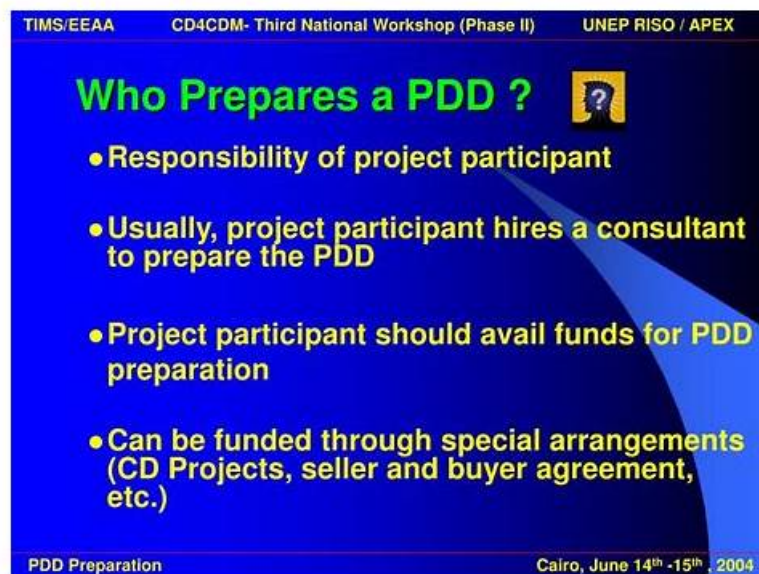 TIMS/EEAA CD4CDM- Third National Workshop (Phase II) UNEP RISO / APEX
Who Prepares a PDD ? ?
●Responsibility of project participant
●Usually, project participant hires a consultant
to prepare the PDD
●Project participant should avail funds for PDD
preparation
●Can be funded through special arrangements
(CD Projects, seller and buyer agreement,
etc.)
PDD Preparation Cairo, June 14th -15th , 2004